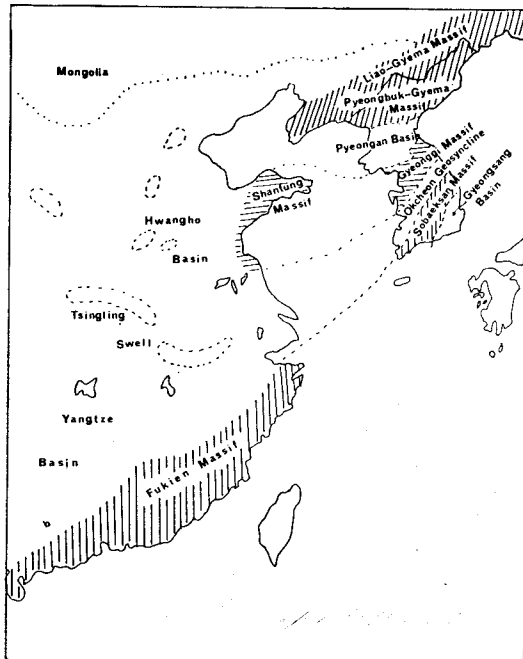 Mongolia
Liao-Gyema Massif
Pyeongbuk-Gyema
Massif
Pyeongan Basin
Gyeonggi Massif
Okcheon Geosyncline
Sobaeksan Massif
Gyeongsang
Basin
Shantung
Massif
Hwangho
Basin
Tsingling
Swell
Yangtze
Basin
Fukien Massif
b